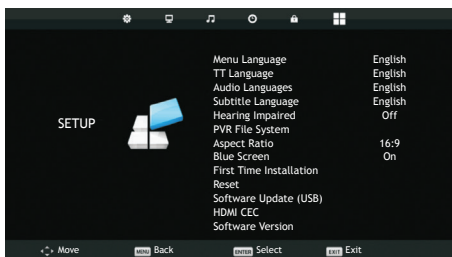 SETUP
Menu Language English
TT Language English
Audio Languages English
Subtitle Language English
Hearing Impaired Off
PVR File System
Aspect Ratio 16:9
Blue Screen On
First Time Installation
Reset
Software Update (USB)
HDMI CEC
Software Version
Move MENU Back ENTER Select EXIT Exit